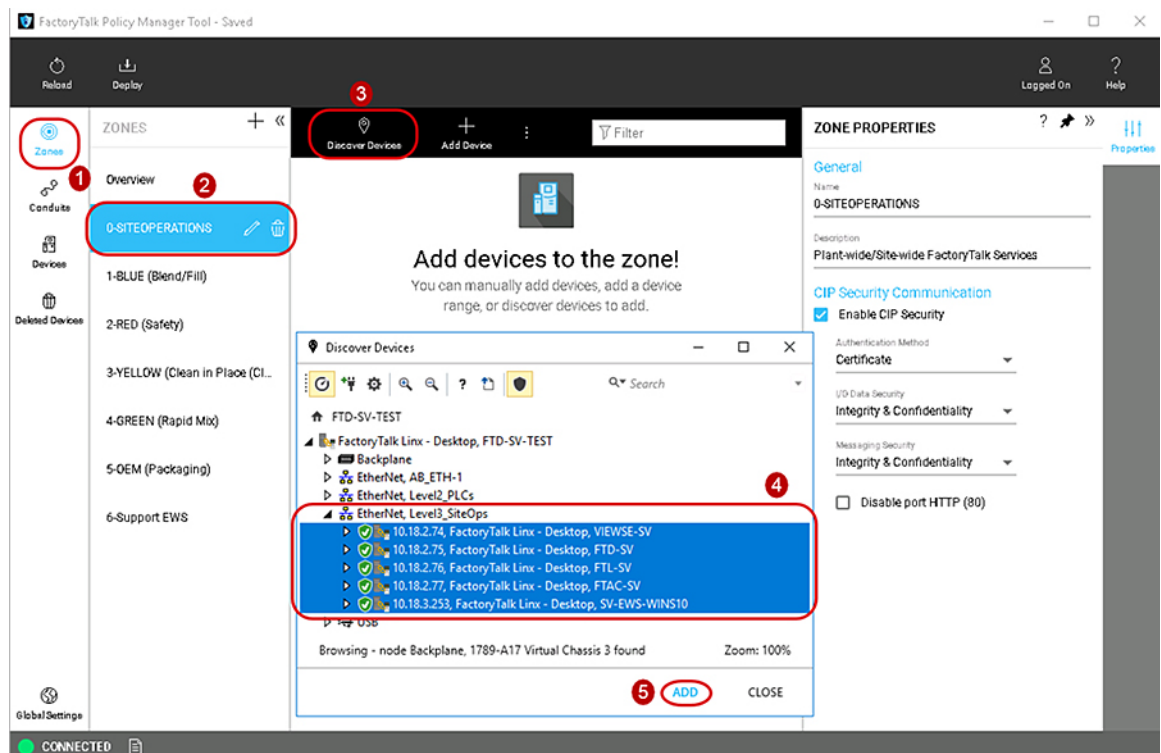 FactoryTalk Policy Manager Tool - Saved
Reload
Deploy
Logged On
Help
Zones
1
Conduits
Devices
Deleted Devices
Global Settings
ZONES
Overview
2
0-SITEOPERATIONS
1-BLUE (Blend/Fill)
2-RED (Safety)
3-YELLOW (Clean in Place (CI...
4-GREEN (Rapid Mix)
5-OEM (Packaging)
6-Support EWS
3
Discover Devices
Add Device
Filter
Add devices to the zone!
You can manually add devices, add a device
range, or discover devices to add.
Discover Devices
Search
FTD-SV-TEST
FactoryTalk Linx - Desktop, FTD-SV-TEST
Backplane
EtherNet, AB_ETH-1
EtherNet, Level2_PLCs
4
EtherNet, Level3_SiteOps
10.18.2.74, FactoryTalk Linx - Desktop, VIEWSE-SV
10.18.2.75, FactoryTalk Linx - Desktop, FTD-SV
10.18.2.76, FactoryTalk Linx - Desktop, FTL-SV
10.18.2.77, FactoryTalk Linx - Desktop, FTAC-SV
10.18.3.253, FactoryTalk Linx - Desktop, SV-EWS-WINS10
USB
Browsing - node Backplane, 1789-A17 Virtual Chassis 3 found
Zoom: 100%
5
ADD
CLOSE
ZONE PROPERTIES
?
Properties
General
Name
0-SITEOPERATIONS
Description
Plant-wide/Site-wide FactoryTalk Services
CIP Security Communication
Enable CIP Security
Authentication Method
Certificate
I/O Data Security
Integrity & Confidentiality
Messaging Security
Integrity & Confidentiality
Disable port HTTP (80)
CONNECTED